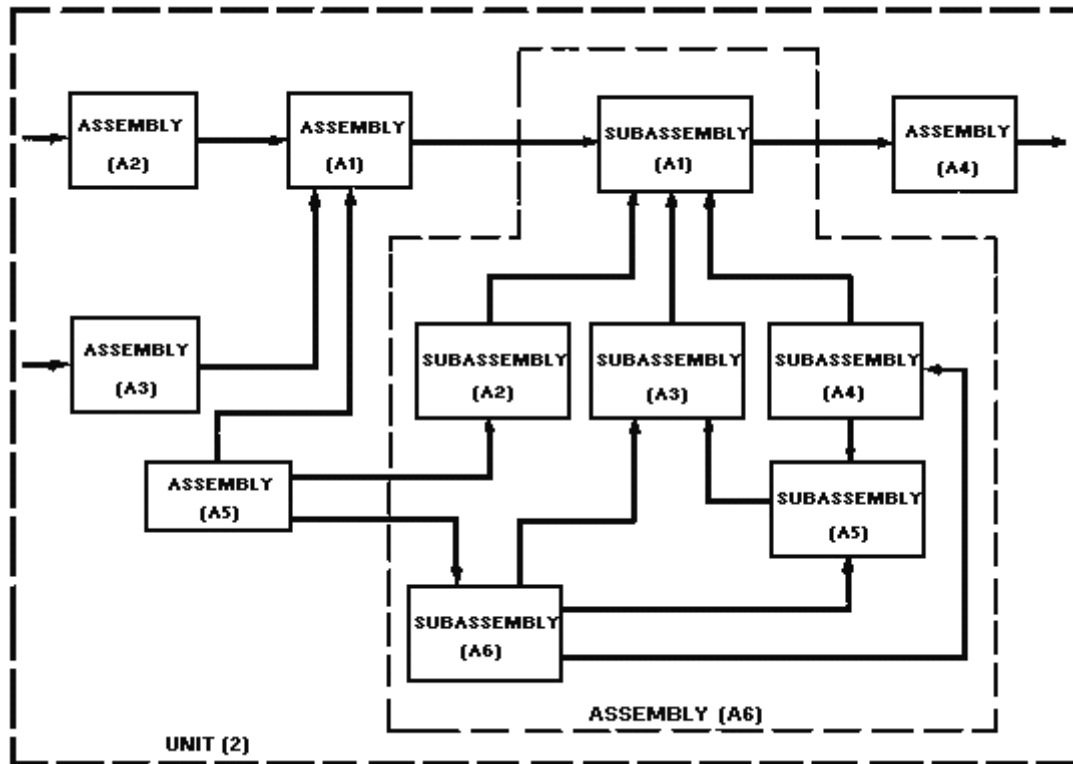 ASSEMBLY
(A2)
ASSEMBLY
(A1)
SUBASSEMBLY
(A1)
ASSEMBLY
(A4)
ASSEMBLY
(A3)
SUBASSEMBLY
(A2)
SUBASSEMBLY
(A3)
SUBASSEMBLY
(A4)
ASSEMBLY
(A5)
SUBASSEMBLY
(A5)
SUBASSEMBLY
(A6)
ASSEMBLY (A6)
UNIT (2)